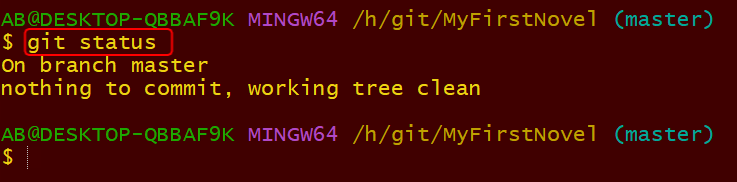 AB@DESKTOP-QBBAF9K MINGW64 /h/git/MyFirstNovel (master)
$ git status
On branch master
nothing to commit, working tree clean
AB@DESKTOP-QBBAF9K MINGW64 /h/git/MyFirstNovel (master)
$